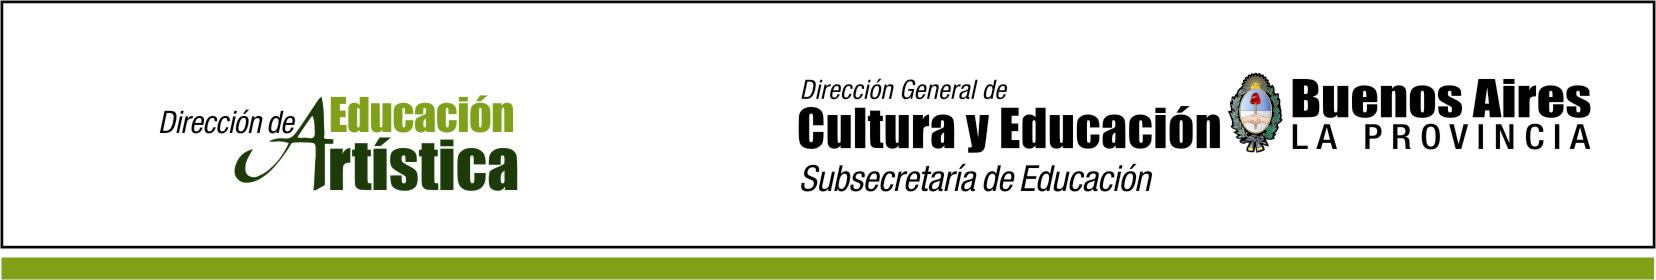 Dirección de Educación
Artística
Dirección General de
Cultura y Educación
Subsecretaría de Educación
Buenos Aires
LA PROVINCIA